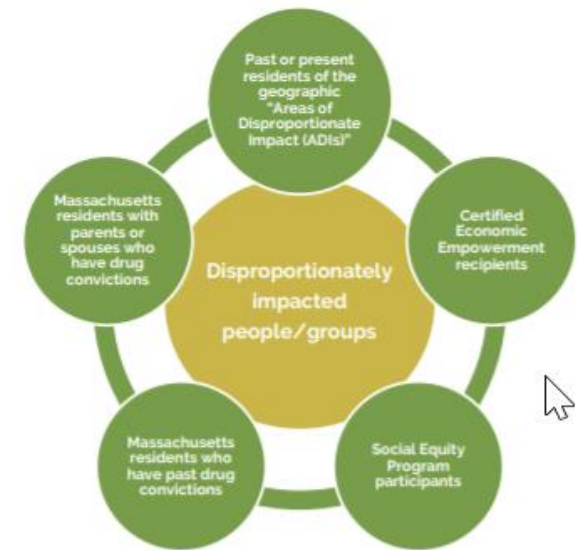 Past or present
residents of the
geographic
"Areas of
Disproportionate
Impact (ADIs)"
Certified
Economic
Empowerment
recipients
Social Equity
Program
participants
Massachusetts
residents who
have past drug
convictions
Massachusetts
residents with
parents or
spouses who
have drug
convictions
Disproportionately
impacted
people/groups